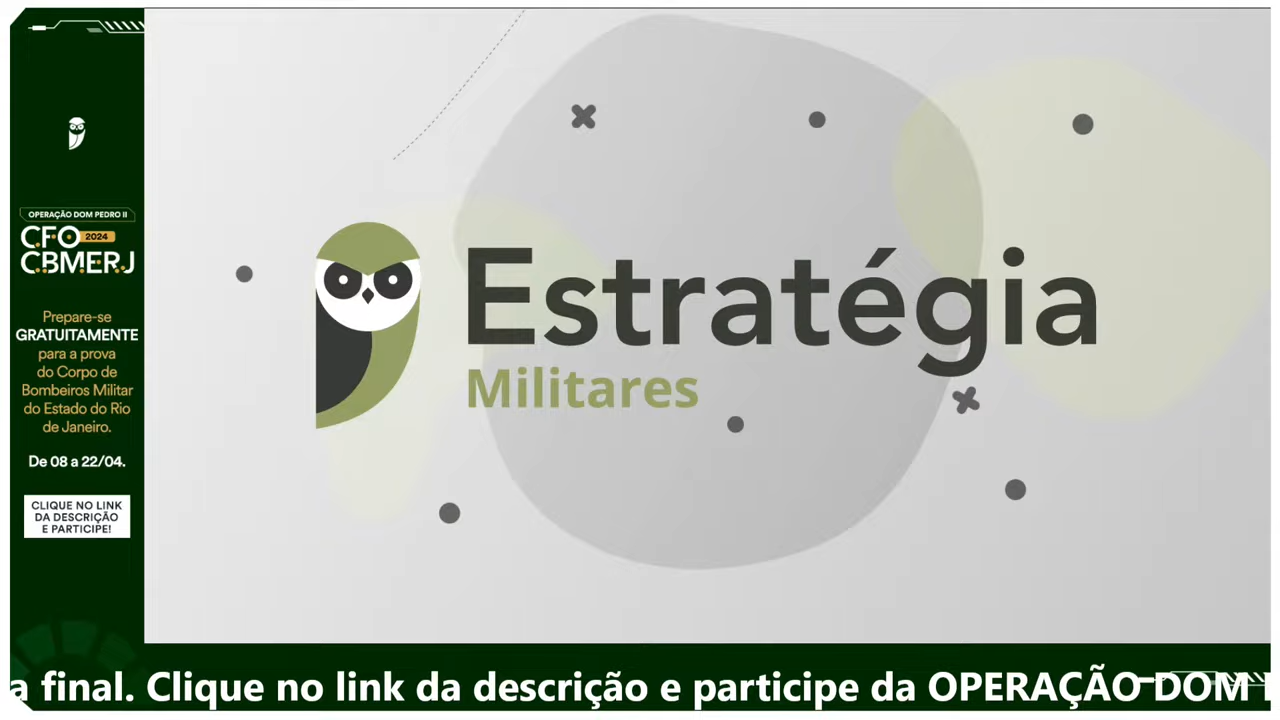 OPERAÇÃO DOM PEDRO II
CFO 2024
CBMERJ
Prepare-se
GRATUITAMENTE
para a prova
do Corpo de
Bombeiros Militar
do Estado do Rio
de Janeiro.
De 08 a 22/04.
CLIQUE NO LINK
DA DESCRIÇÃO
E PARTICIPE!
Estratégia
Militares
a final. Clique no link da descrição e participe da OPERAÇÃO DOM